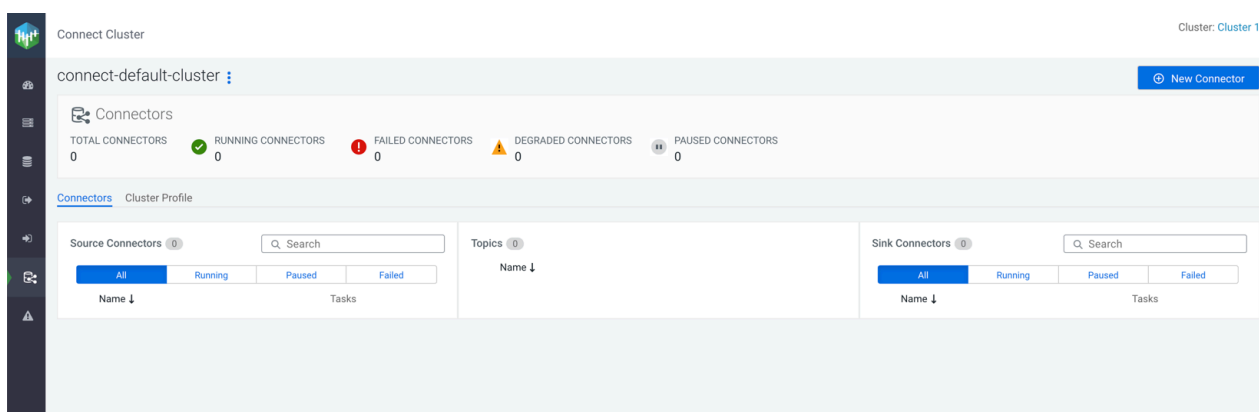 Connect Cluster
Cluster: Cluster 1
connect-default-cluster
New Connector
Connectors
TOTAL CONNECTORS
0
RUNNING CONNECTORS
0
FAILED CONNECTORS
0
DEGRADED CONNECTORS
0
PAUSED CONNECTORS
0
Connectors Cluster Profile
Source Connectors 0 Search
All Running Paused Failed
Name ↓ Tasks
Topics 0
Name ↓
Sink Connectors 0 Search
All Running Paused Failed
Name ↓ Tasks